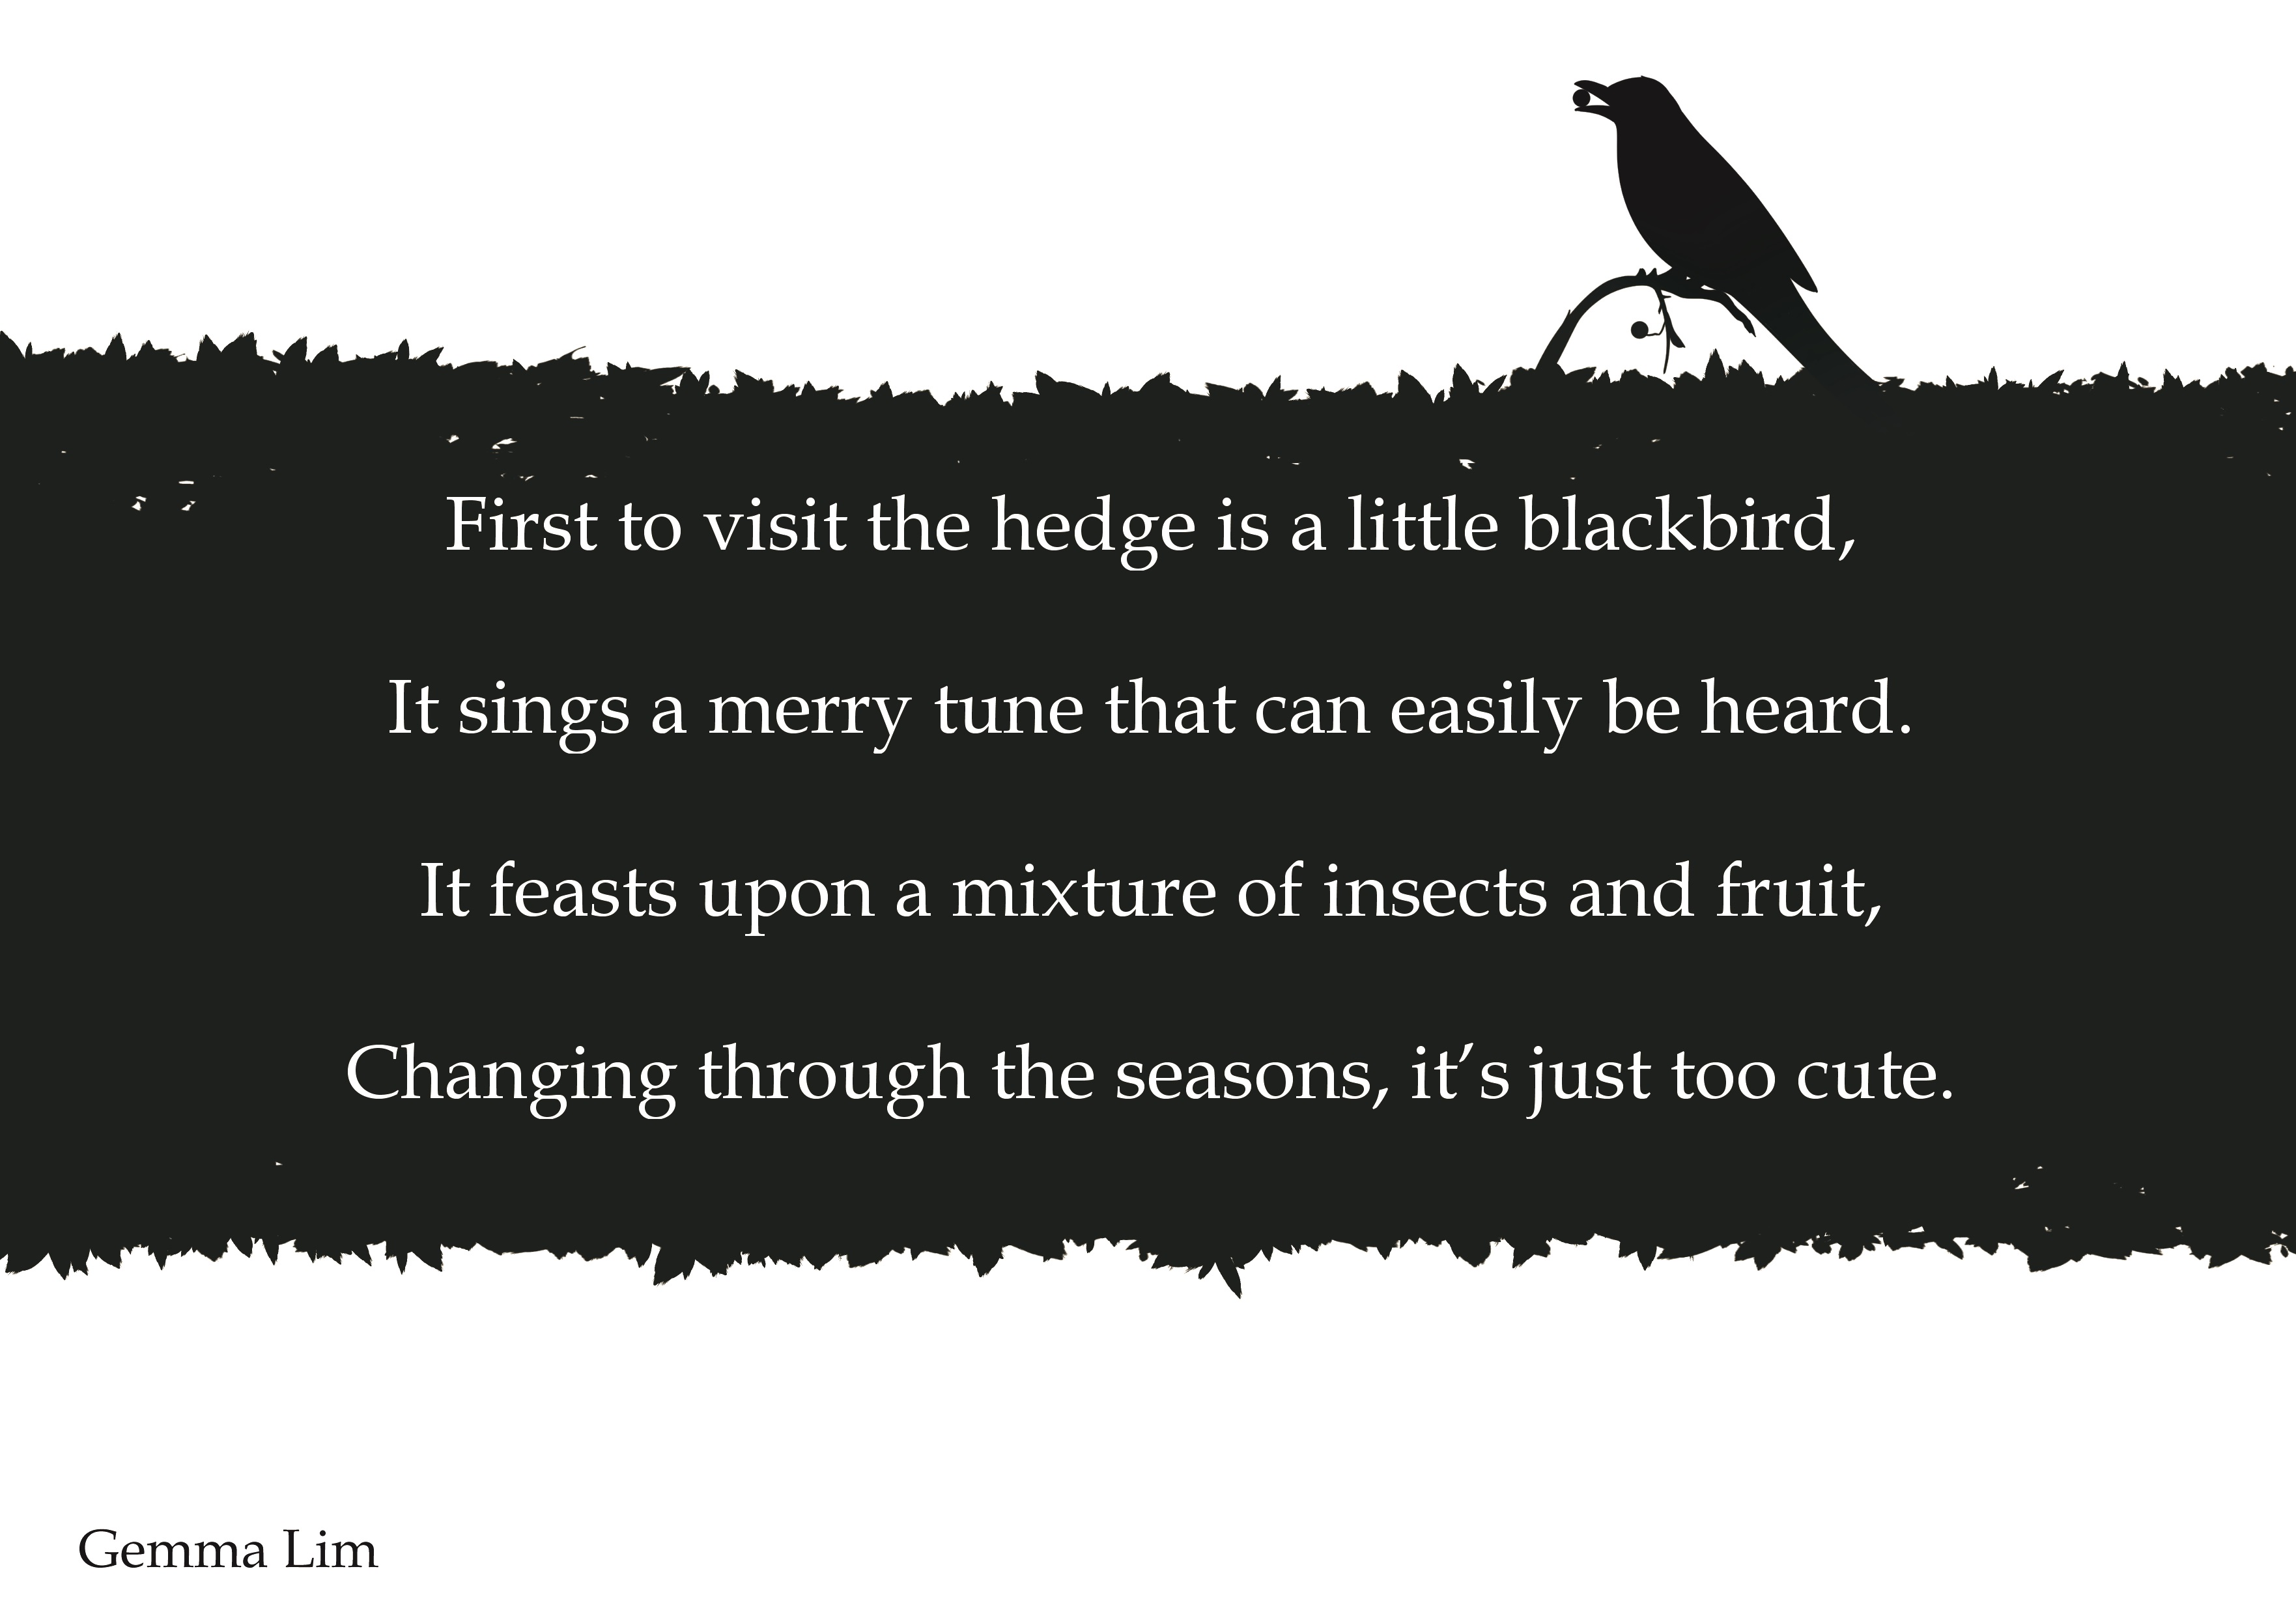 First to visit the hedge is a little blackbird,
It sings a merry tune that can easily be heard.
It feasts upon a mixture of insects and fruit,
Changing through the seasons, it’s just too cute.
Gemma Lim